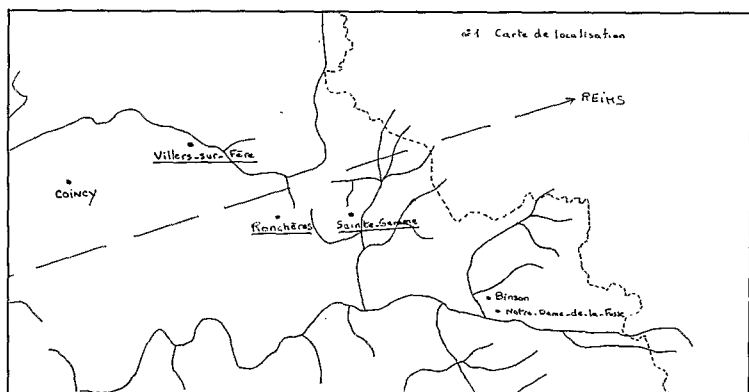 n°1 Carte de localisation
REIMS
Villers-sur-Fère
COINCY
Ronchères
Sainte-Gemme
Binson
Notre-Dame-de-la-Fosse